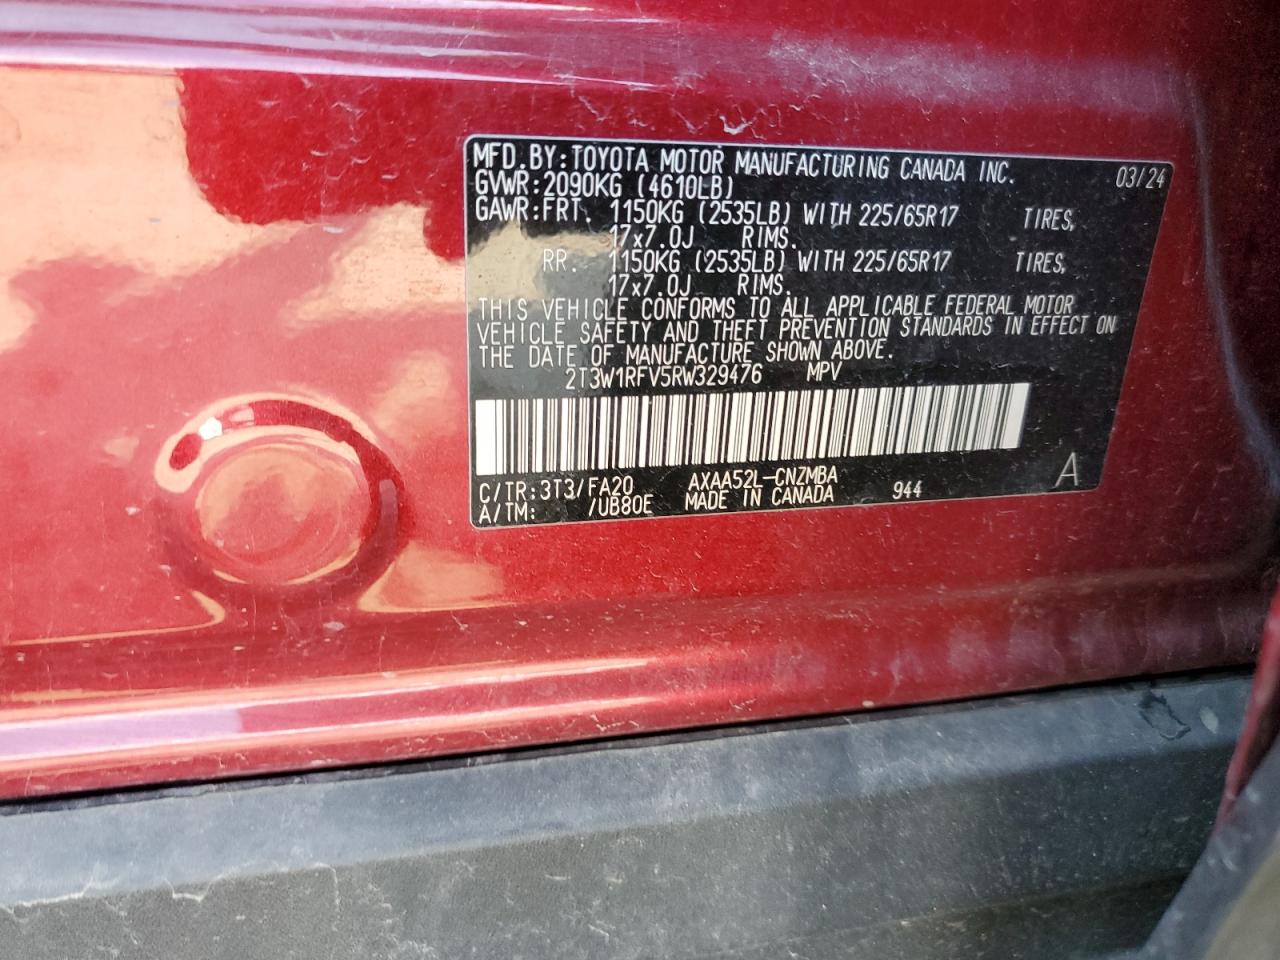 MFD.BY:TOYOTA MOTOR MANUFACTURING CANADA INC. 03/24
GVWR:2090KG (4610LB)
GAWR:FRT. 1150KG (2535LB) WITH 225/65R17 TIRES,
17x7.0J RIMS.
RR. 1150KG (2535LB) WITH 225/65R17 TIRES,
17x7.0J RIMS.
THIS VEHICLE CONFORMS TO ALL APPLICABLE FEDERAL MOTOR
VEHICLE SAFETY AND THEFT PREVENTION STANDARDS IN EFFECT ON
THE DATE OF MANUFACTURE SHOWN ABOVE.
2T3W1RFV5RW329476 MPV
C/TR:3T3/FA20 AXAA52L-CNZMBA 944 A
A/TM: /UB80E MADE IN CANADA